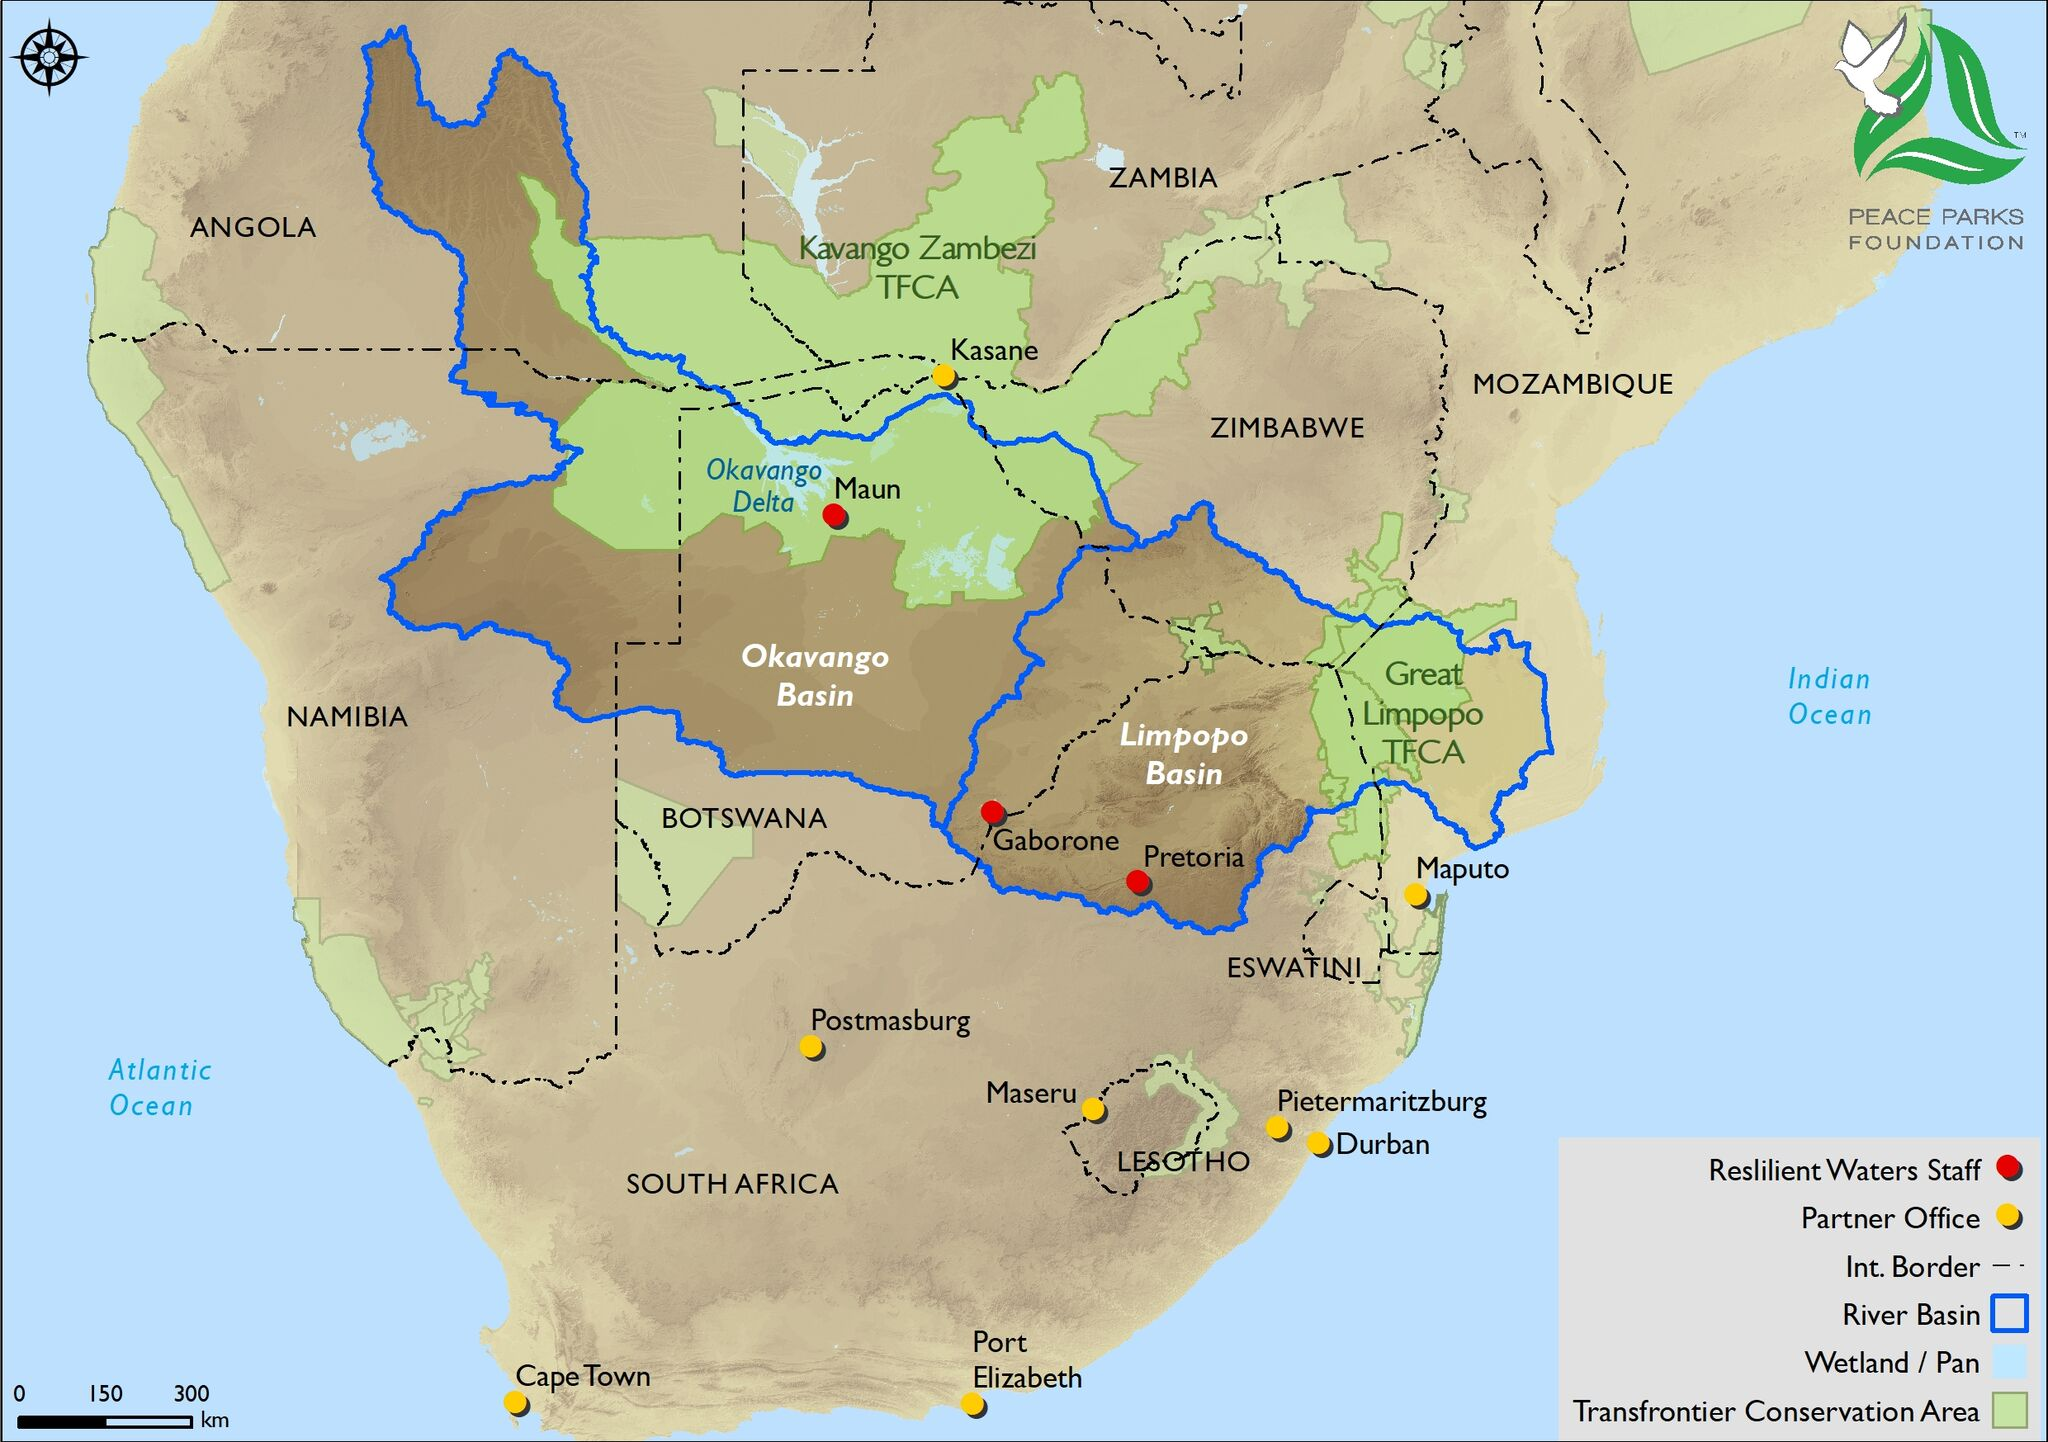 PEACE PARKS
FOUNDATION
TM
ANGOLA
ZAMBIA
Kavango Zambezi
TFCA
Kasane
MOZAMBIQUE
ZIMBABWE
Okavango
Delta
Maun
Okavango
Basin
Great
Limpopo
TFCA
Limpopo
Basin
Indian
Ocean
NAMIBIA
BOTSWANA
Gaborone
Pretoria
Maputo
ESWATINI
Postmasburg
Atlantic
Ocean
Maseru
Pietermaritzburg
Durban
LESOTHO
SOUTH AFRICA
Port
Elizabeth
Cape Town
0 150 300
km
Reslilient Waters Staff
Partner Office
Int. Border
River Basin
Wetland / Pan
Transfrontier Conservation Area